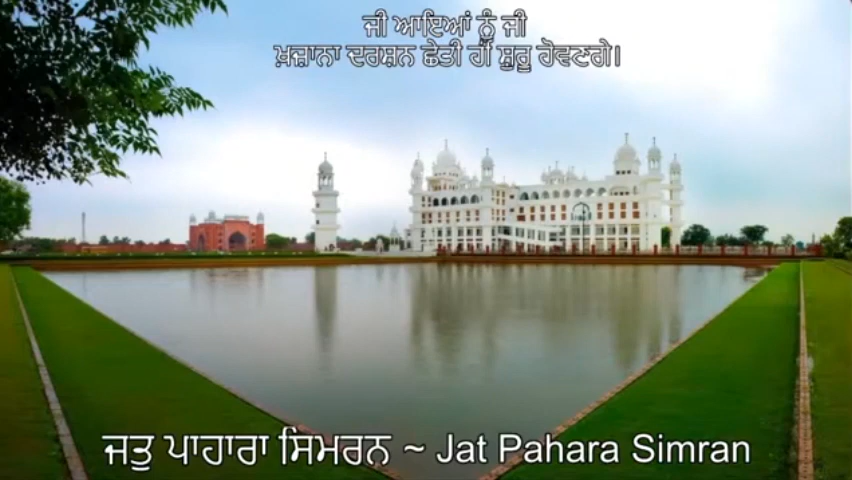 ਜੀ ਆਇਆਂ ਨੂੰ ਜੀ
ਖ਼ਜ਼ਾਨਾ ਦਰਸ਼ਨ ਛੇਤੀ ਹੀ ਸ਼ੁਰੂ ਹੋਵਣਗੇ।
ਜਤੁ ਪਾਹਾਰਾ ਸਿਮਰਨ ~ Jat Pahara Simran